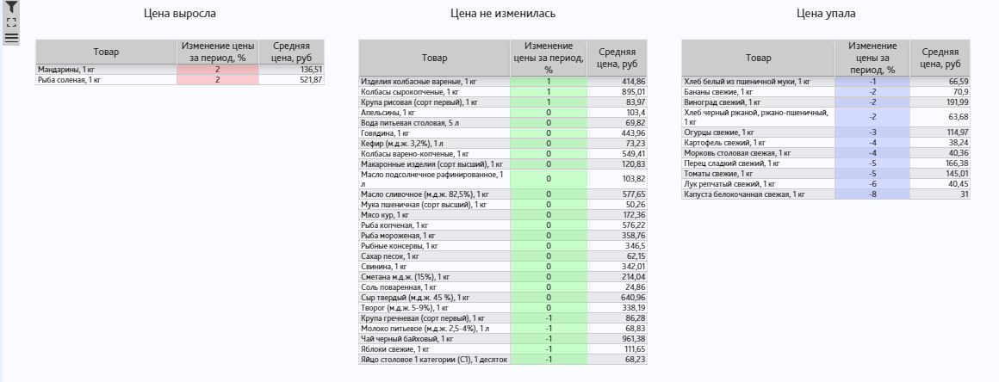 Цена выросла
Товар Изменение цены за период, % Средняя цена, руб
Мандарины, 1 кг 2 136,51
Рыба соленая, 1 кг 2 521,87
Цена не изменилась
Товар Изменение цены за период, % Средняя цена, руб
Изделия колбасные вареные, 1 кг 1 414,86
Колбасы сырокопченые, 1 кг 1 895,01
Крупа рисовая (сорт первый), 1 кг 1 83,97
Апельсины, 1 кг 0 103,4
Вода питьевая столовая, 5 л 0 69,82
Говядина, 1 кг 0 443,96
Кефир (м.д.ж. 3,2%), 1 л 0 73,23
Колбасы варено-копченые, 1 кг 0 549,41
Макаронные изделия (сорт высший), 1 кг 0 120,83
Масло подсолнечное рафинированное, 1 л 0 103,82
Масло сливочное (м.д.ж. 82,5%), 1 кг 0 577,65
Мука пшеничная (сорт высший), 1 кг 0 50,26
Мясо кур, 1 кг 0 172,36
Рыба копченая, 1 кг 0 576,22
Рыба мороженая, 1 кг 0 358,76
Рыбные консервы, 1 кг 0 346,5
Сахар песок, 1 кг 0 62,15
Свинина, 1 кг 0 342,01
Сметана м.д.ж. (15%), 1 кг 0 214,04
Соль поваренная, 1 кг 0 24,86
Сыр твердый (м.д.ж. 45 %), 1 кг 0 640,96
Творог (м.д.ж. 5-9%), 1 кг 0 338,19
Крупа гречневая (сорт первый), 1 кг -1 86,28
Молоко питьевое (м.д.ж. 2,5-4%), 1 л -1 68,83
Чай черный байховый, 1 кг -1 961,38
Яблоки свежие, 1 кг -1 111,65
Яйцо столовое 1 категории (С1), 1 десяток -1 68,23
Цена упала
Товар Изменение цены за период, % Средняя цена, руб
Хлеб белый из пшеничной муки, 1 кг -1 66,59
Бананы свежие, 1 кг -2 70,9
Виноград свежий, 1 кг -2 191,99
Хлеб черный ржаной, ржано-пшеничный, 1 кг -2 63,68
Огурцы свежие, 1 кг -3 114,97
Картофель свежий, 1 кг -4 38,24
Морковь столовая свежая, 1 кг -4 40,36
Перец сладкий свежий, 1 кг -5 166,38
Томаты свежие, 1 кг -5 145,01
Лук репчатый свежий, 1 кг -6 40,45
Капуста белокочанная свежая, 1 кг -8 31